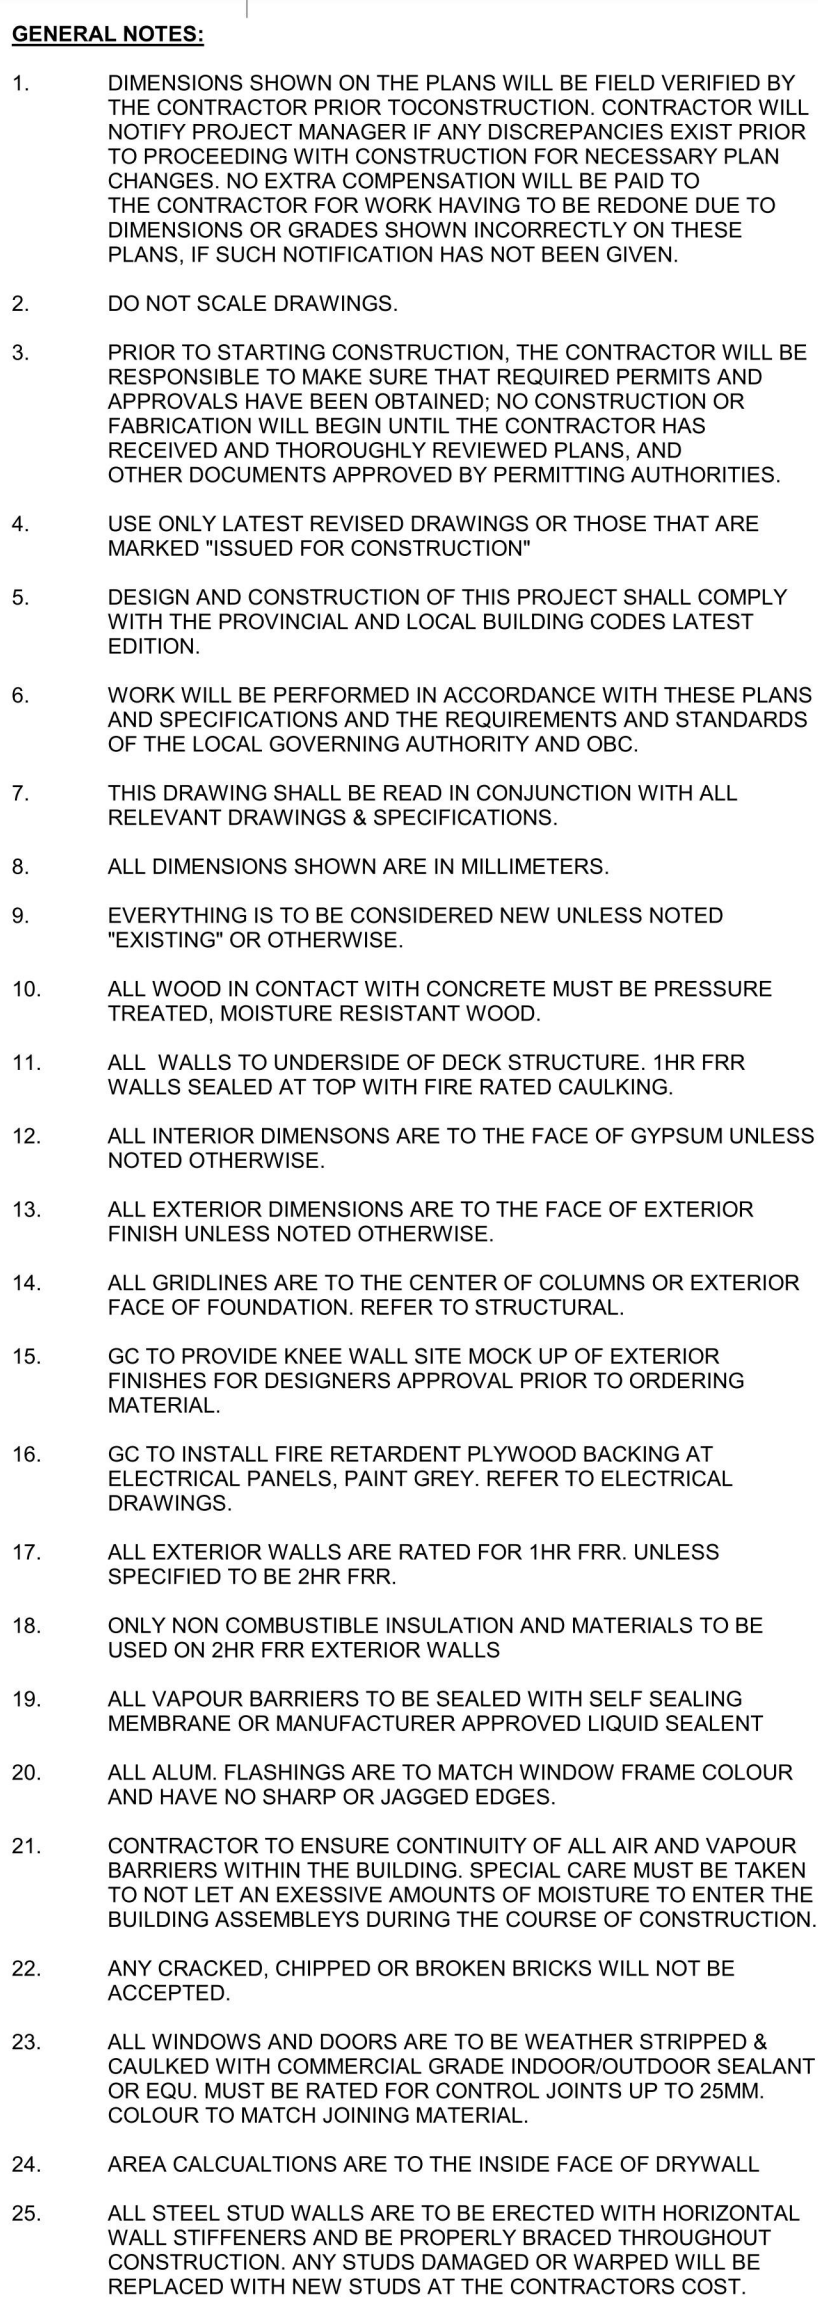 GENERAL NOTES:
1. DIMENSIONS SHOWN ON THE PLANS WILL BE FIELD VERIFIED BY
THE CONTRACTOR PRIOR TOCONSTRUCTION. CONTRACTOR WILL
NOTIFY PROJECT MANAGER IF ANY DISCREPANCIES EXIST PRIOR
TO PROCEEDING WITH CONSTRUCTION FOR NECESSARY PLAN
CHANGES. NO EXTRA COMPENSATION WILL BE PAID TO
THE CONTRACTOR FOR WORK HAVING TO BE REDONE DUE TO
DIMENSIONS OR GRADES SHOWN INCORRECTLY ON THESE
PLANS, IF SUCH NOTIFICATION HAS NOT BEEN GIVEN.
2. DO NOT SCALE DRAWINGS.
3. PRIOR TO STARTING CONSTRUCTION, THE CONTRACTOR WILL BE
RESPONSIBLE TO MAKE SURE THAT REQUIRED PERMITS AND
APPROVALS HAVE BEEN OBTAINED; NO CONSTRUCTION OR
FABRICATION WILL BEGIN UNTIL THE CONTRACTOR HAS
RECEIVED AND THOROUGHLY REVIEWED PLANS, AND
OTHER DOCUMENTS APPROVED BY PERMITTING AUTHORITIES.
4. USE ONLY LATEST REVISED DRAWINGS OR THOSE THAT ARE
MARKED "ISSUED FOR CONSTRUCTION"
5. DESIGN AND CONSTRUCTION OF THIS PROJECT SHALL COMPLY
WITH THE PROVINCIAL AND LOCAL BUILDING CODES LATEST
EDITION.
6. WORK WILL BE PERFORMED IN ACCORDANCE WITH THESE PLANS
AND SPECIFICATIONS AND THE REQUIREMENTS AND STANDARDS
OF THE LOCAL GOVERNING AUTHORITY AND OBC.
7. THIS DRAWING SHALL BE READ IN CONJUNCTION WITH ALL
RELEVANT DRAWINGS & SPECIFICATIONS.
8. ALL DIMENSIONS SHOWN ARE IN MILLIMETERS.
9. EVERYTHING IS TO BE CONSIDERED NEW UNLESS NOTED
"EXISTING" OR OTHERWISE.
10. ALL WOOD IN CONTACT WITH CONCRETE MUST BE PRESSURE
TREATED, MOISTURE RESISTANT WOOD.
11. ALL WALLS TO UNDERSIDE OF DECK STRUCTURE. 1HR FRR
WALLS SEALED AT TOP WITH FIRE RATED CAULKING.
12. ALL INTERIOR DIMENSONS ARE TO THE FACE OF GYPSUM UNLESS
NOTED OTHERWISE.
13. ALL EXTERIOR DIMENSIONS ARE TO THE FACE OF EXTERIOR
FINISH UNLESS NOTED OTHERWISE.
14. ALL GRIDLINES ARE TO THE CENTER OF COLUMNS OR EXTERIOR
FACE OF FOUNDATION. REFER TO STRUCTURAL.
15. GC TO PROVIDE KNEE WALL SITE MOCK UP OF EXTERIOR
FINISHES FOR DESIGNERS APPROVAL PRIOR TO ORDERING
MATERIAL.
16. GC TO INSTALL FIRE RETARDENT PLYWOOD BACKING AT
ELECTRICAL PANELS, PAINT GREY. REFER TO ELECTRICAL
DRAWINGS.
17. ALL EXTERIOR WALLS ARE RATED FOR 1HR FRR. UNLESS
SPECIFIED TO BE 2HR FRR.
18. ONLY NON COMBUSTIBLE INSULATION AND MATERIALS TO BE
USED ON 2HR FRR EXTERIOR WALLS
19. ALL VAPOUR BARRIERS TO BE SEALED WITH SELF SEALING
MEMBRANE OR MANUFACTURER APPROVED LIQUID SEALENT
20. ALL ALUM. FLASHINGS ARE TO MATCH WINDOW FRAME COLOUR
AND HAVE NO SHARP OR JAGGED EDGES.
21. CONTRACTOR TO ENSURE CONTINUITY OF ALL AIR AND VAPOUR
BARRIERS WITHIN THE BUILDING. SPECIAL CARE MUST BE TAKEN
TO NOT LET AN EXESSIVE AMOUNTS OF MOISTURE TO ENTER THE
BUILDING ASSEMBLEYS DURING THE COURSE OF CONSTRUCTION.
22. ANY CRACKED, CHIPPED OR BROKEN BRICKS WILL NOT BE
ACCEPTED.
23. ALL WINDOWS AND DOORS ARE TO BE WEATHER STRIPPED &
CAULKED WITH COMMERCIAL GRADE INDOOR/OUTDOOR SEALANT
OR EQU. MUST BE RATED FOR CONTROL JOINTS UP TO 25MM.
COLOUR TO MATCH JOINING MATERIAL.
24. AREA CALCUALTIONS ARE TO THE INSIDE FACE OF DRYWALL
25. ALL STEEL STUD WALLS ARE TO BE ERECTED WITH HORIZONTAL
WALL STIFFENERS AND BE PROPERLY BRACED THROUGHOUT
CONSTRUCTION. ANY STUDS DAMAGED OR WARPED WILL BE
REPLACED WITH NEW STUDS AT THE CONTRACTORS COST.